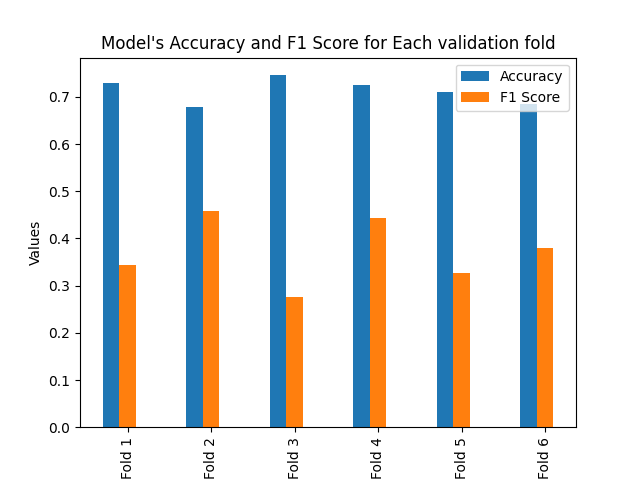 Model's Accuracy and F1 Score for Each validation fold
Accuracy
F1 Score
Values
0.7
0.6
0.5
0.4
0.3
0.2
0.1
0.0
Fold 1
Fold 2
Fold 3
Fold 4
Fold 5
Fold 6